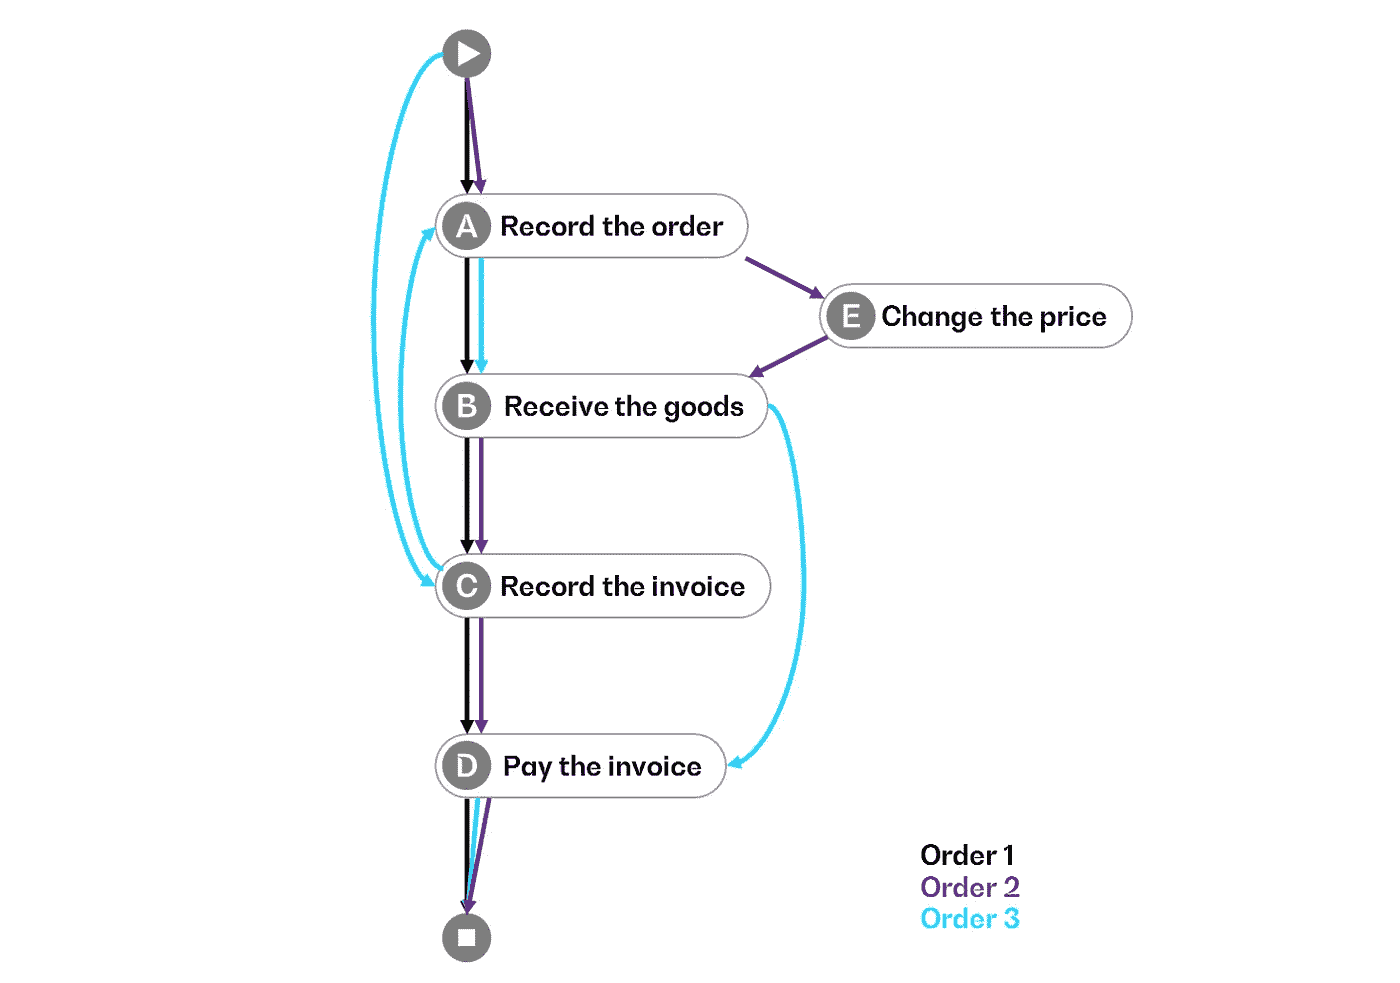 A Record the order
E Change the price
B Receive the goods
C Record the invoice
D Pay the invoice
Order 1
Order 2
Order 3